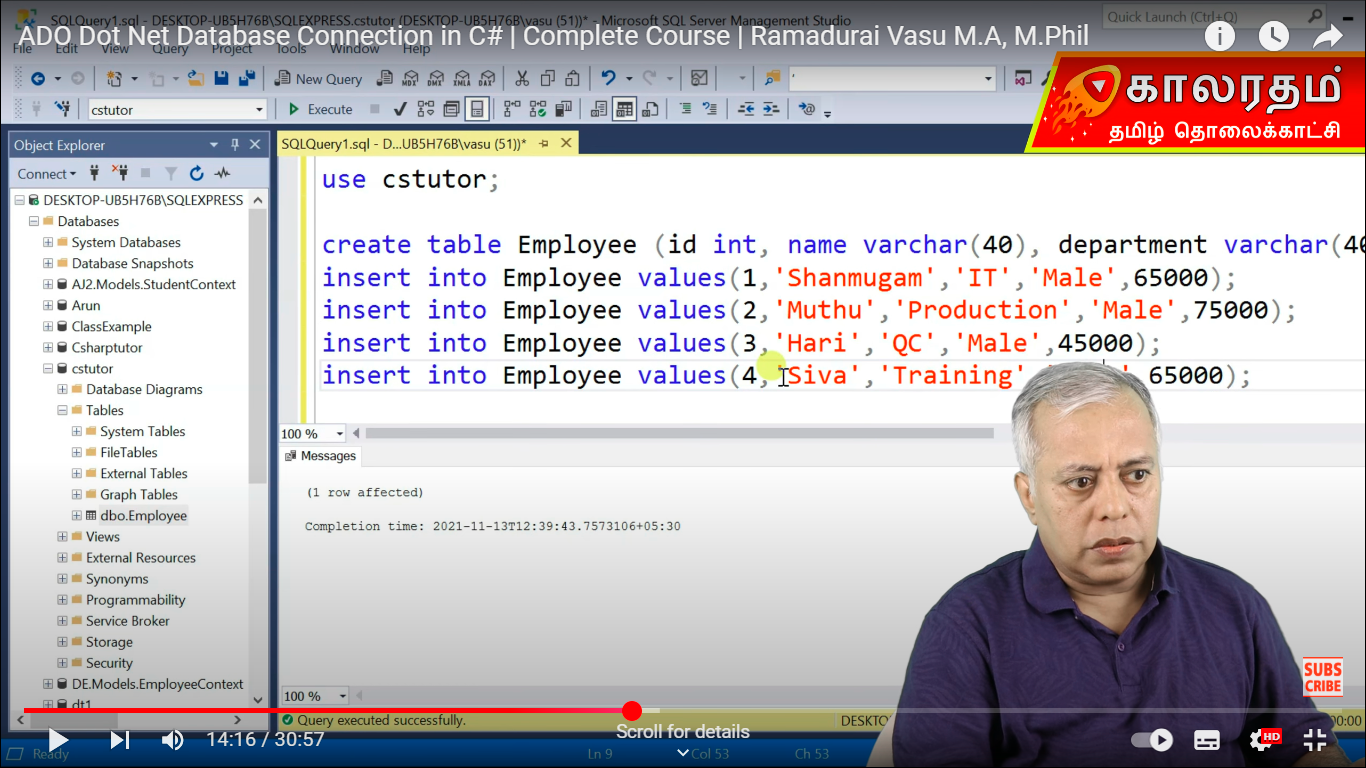 SQLQuery1.sql - DESKTOP-UB5H76B\SQLEXPRESS.cstutor (DESKTOP-UB5H76B\vasu (51))* - Microsoft SQL Server Management Studio
Quick Launch (Ctrl+Q)
ADO Dot Net Database Connection in C# | Complete Course | Ramadurai Vasu M.A, M.Phil
File Edit View Query Project Tools Window Help
New Query
MDX DMX XMLA DAX
காலரதம்
தமிழ் தொலைக்காட்சி
cstutor
Execute
Object Explorer
SQLQuery1.sql - D...UB5H76B\vasu (51))*
Connect
DESKTOP-UB5H76B\SQLEXPRESS
Databases
System Databases
Database Snapshots
AJ2.Models.StudentContext
Arun
ClassExample
Csharptutor
cstutor
Database Diagrams
Tables
System Tables
FileTables
External Tables
Graph Tables
dbo.Employee
Views
External Resources
Synonyms
Programmability
Service Broker
Storage
Security
DE.Models.EmployeeContext
dt1
use cstutor;
create table Employee (id int, name varchar(40), department varchar(40
insert into Employee values(1,'Shanmugam','IT','Male',65000);
insert into Employee values(2,'Muthu','Production','Male',75000);
insert into Employee values(3,'Hari','QC','Male',45000);
insert into Employee values(4,'Siva','Training' 65000);
100 %
Messages
(1 row affected)
Completion time: 2021-11-13T12:39:43.7573106+05:30
100 %
SUBS
CRIBE
Query executed successfully.
DESKTO
00:00
14:16 / 30:57
Scroll for details
HD
Ready
Ln 9
Col 53
Ch 53